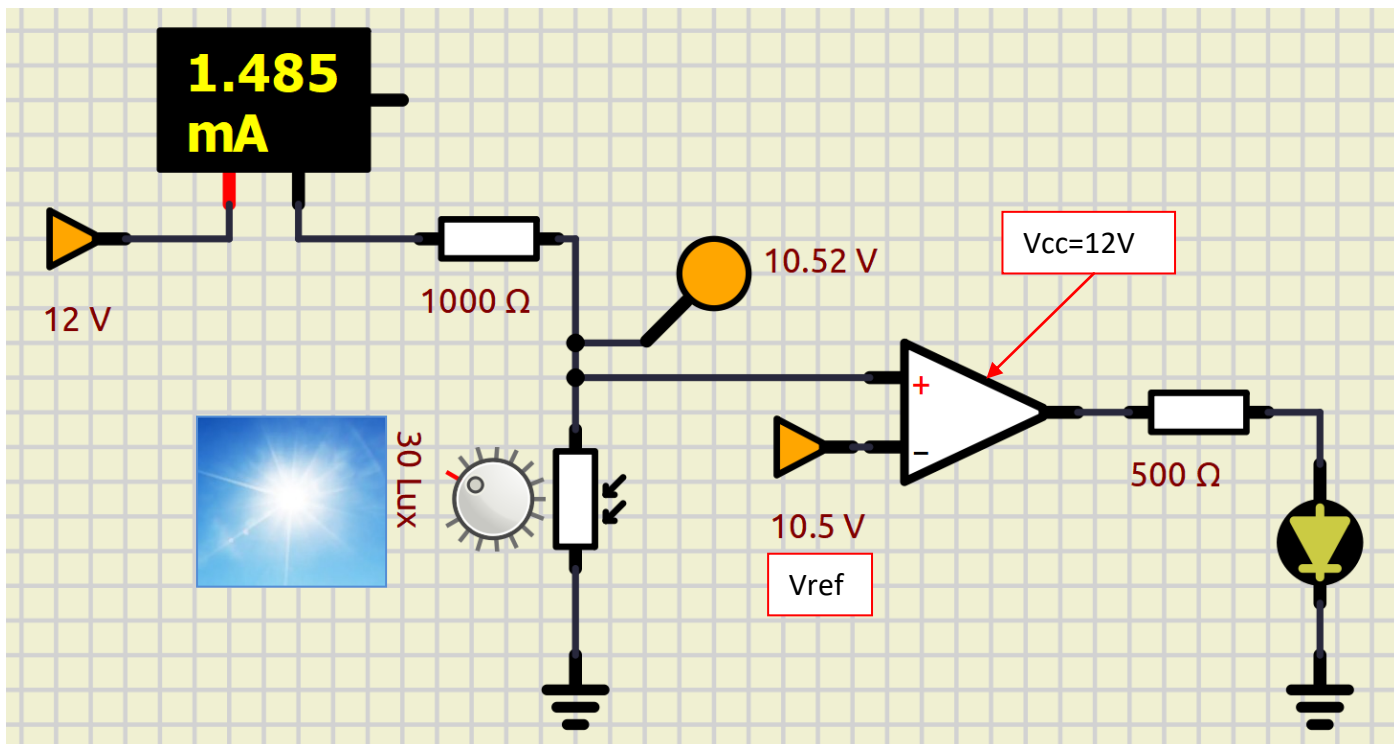 1.485
mA
12 V
1000 Ω
10.52 V
Vcc=12V
30 Lux
+
−
10.5 V
Vref
500 Ω